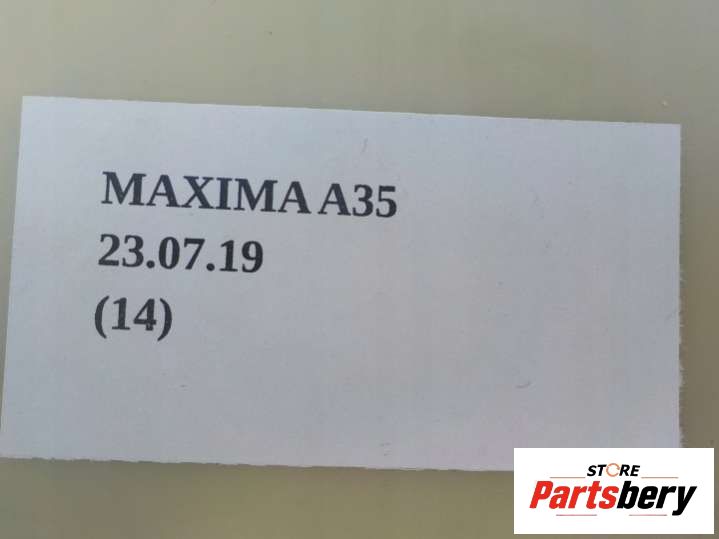 MAXIMA A35
23.07.19
(14)
STORE
Partsbery